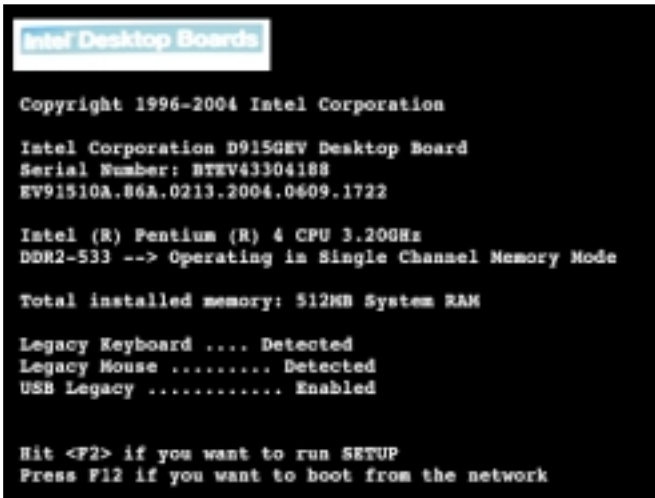 Intel Desktop Boards
Copyright 1996-2004 Intel Corporation
Intel Corporation D915GEV Desktop Board
Serial Number: BTEV43304188
EV91510A.86A.0213.2004.0609.1722
Intel (R) Pentium (R) 4 CPU 3.20GHz
DDR2-533 --> Operating in Single Channel Memory Mode
Total installed memory: 512MB System RAM
Legacy Keyboard .... Detected
Legacy Mouse ......... Detected
USB Legacy ............ Enabled
Hit <F2> if you want to run SETUP
Press F12 if you want to boot from the network